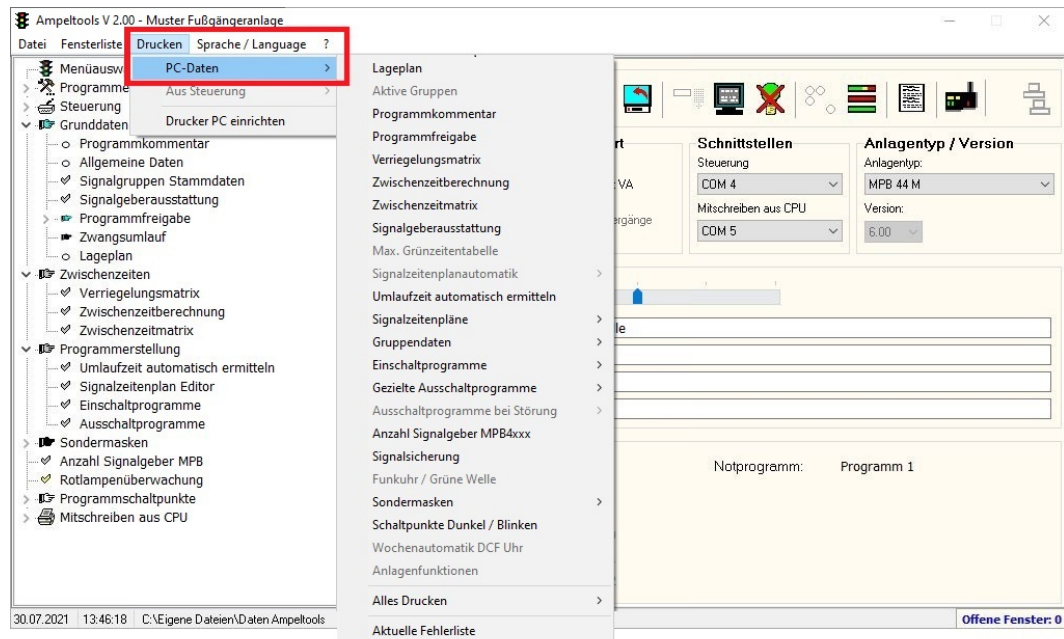 Ampeltools V 2.00 - Muster Fußgängeranlage
Datei Fensterliste Drucken Sprache / Language ?
PC-Daten
Aus Steuerung
Drucker PC einrichten
Programme
Steuerung
Grunddaten
Programmkommentar
Allgemeine Daten
Signalgruppen Stammdaten
Signalgeberausstattung
Programmfreigabe
Zwangsumlauf
Lageplan
Zwischenzeiten
Verriegelungsmatrix
Zwischenzeitberechnung
Zwischenzeitmatrix
Programmerstellung
Umlaufzeit automatisch ermitteln
Signalzeitenplan Editor
Einschaltprogramme
Ausschaltprogramme
Sondermasken
Anzahl Signalgeber MPB
Rotlampenüberwachung
Programmschaltpunkte
Mitschreiben aus CPU
Lageplan
Aktive Gruppen
Programmkommentar
Programmfreigabe
Verriegelungsmatrix
Zwischenzeitberechnung
Zwischenzeitmatrix
Signalgeberausstattung
Max. Grünzeitentabelle
Signalzeitenplanautomatik
Umlaufzeit automatisch ermitteln
Signalzeitenpläne
Gruppendaten
Einschaltprogramme
Gezielte Ausschaltprogramme
Ausschaltprogramme bei Störung
Anzahl Signalgeber MPB4xxx
Signalsicherung
Funkuhr / Grüne Welle
Sondermasken
Schaltpunkte Dunkel / Blinken
Wochenautomatik DCF Uhr
Anlagenfunktionen
Alles Drucken
Aktuelle Fehlerliste
VA
Schnittstellen
Steuerung
COM 4
Mitschreiben aus CPU
COM 5
Anlagentyp / Version
Anlagentyp:
MPB 44 M
Version:
6.00
Notprogramm: Programm 1
30.07.2021 13:46:18 C:\Eigene Dateien\Daten Ampeltools
Offene Fenster: 0